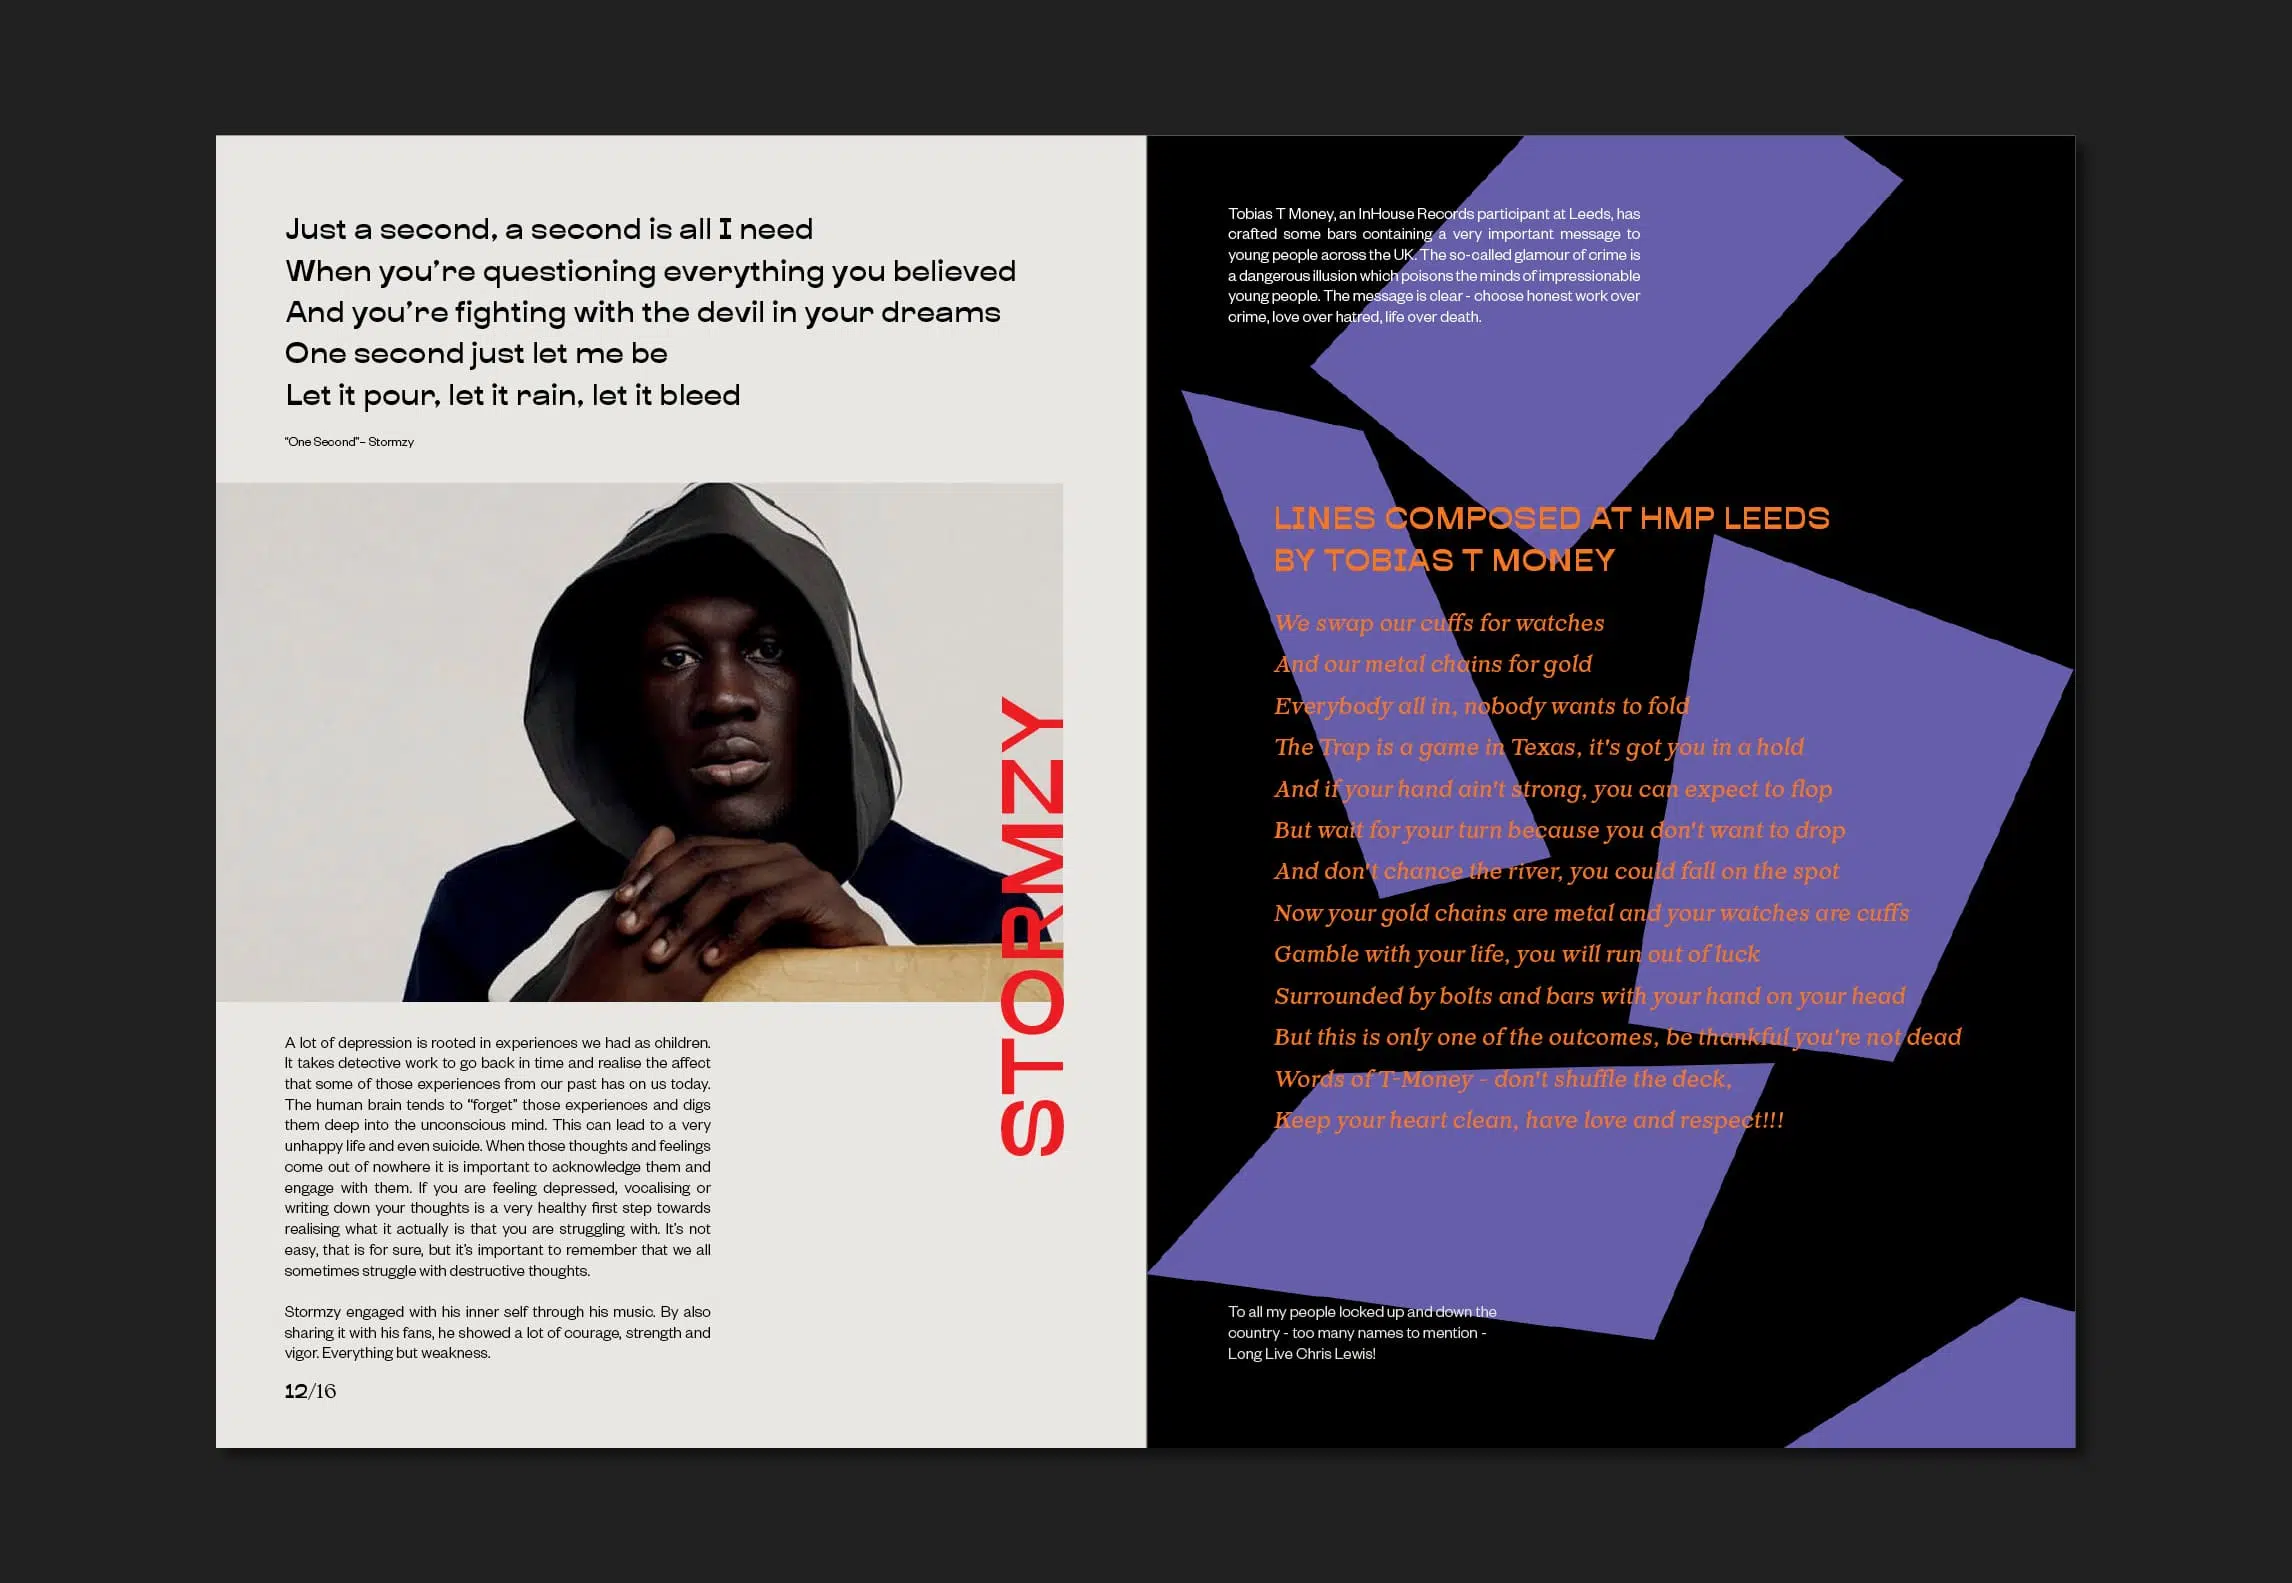 Just a second, a second is all I need
When you’re questioning everything you believed
And you’re fighting with the devil in your dreams
One second just let me be
Let it pour, let it rain, let it bleed
“One Second”– Stormzy
STORMZY
A lot of depression is rooted in experiences we had as children.
It takes detective work to go back in time and realise the affect
that some of those experiences from our past has on us today.
The human brain tends to “forget” those experiences and digs
them deep into the unconscious mind. This can lead to a very
unhappy life and even suicide. When those thoughts and feelings
come out of nowhere it is important to acknowledge them and
engage with them. If you are feeling depressed, vocalising or
writing down your thoughts is a very healthy first step towards
realising what it actually is that you are struggling with. It’s not
easy, that is for sure, but it’s important to remember that we all
sometimes struggle with destructive thoughts.
Stormzy engaged with his inner self through his music. By also
sharing it with his fans, he showed a lot of courage, strength and
vigor. Everything but weakness.
12/16
Tobias T Money, an InHouse Records participant at Leeds, has
crafted some bars containing a very important message to
young people across the UK. The so-called glamour of crime is
a dangerous illusion which poisons the minds of impressionable
young people. The message is clear - choose honest work over
crime, love over hatred, life over death.
LINES COMPOSED AT HMP LEEDS
BY TOBIAS T MONEY
We swap our cuffs for watches
And our metal chains for gold
Everybody all in, nobody wants to fold
The Trap is a game in Texas, it's got you in a hold
And if your hand ain't strong, you can expect to flop
But wait for your turn because you don't want to drop
And don't chance the river, you could fall on the spot
Now your gold chains are metal and your watches are cuffs
Gamble with your life, you will run out of luck
Surrounded by bolts and bars with your hand on your head
But this is only one of the outcomes, be thankful you're not dead
Words of T-Money - don't shuffle the deck,
Keep your heart clean, have love and respect!!!
To all my people locked up and down the
country - too many names to mention -
Long Live Chris Lewis!